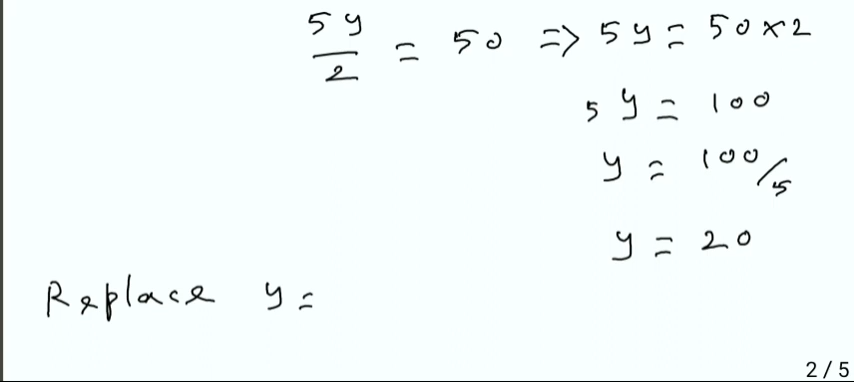 5y/2 = 50 => 5y = 50×2
5y = 100
y = 100/5
y = 20
Replace y =
2/5